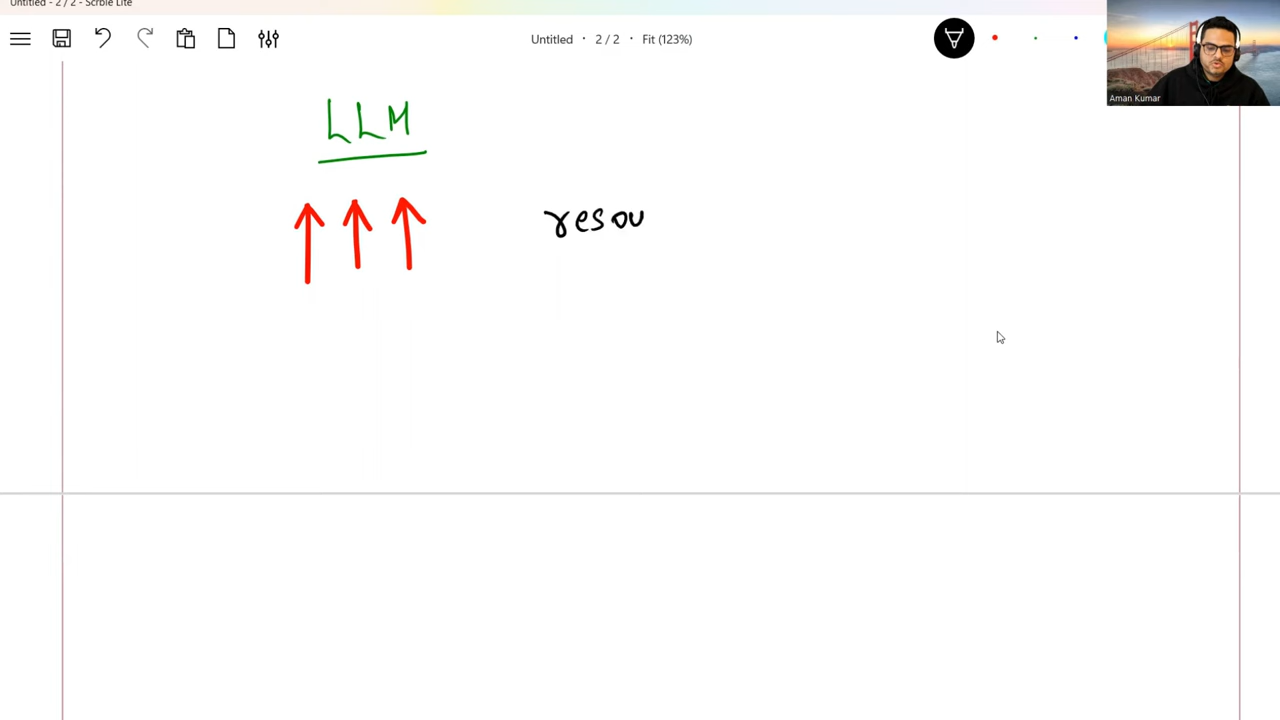 Untitled - 2 / 2 - Scrble Lite
Untitled • 2 / 2 • Fit (123%)
Aman Kumar
LLM
resou